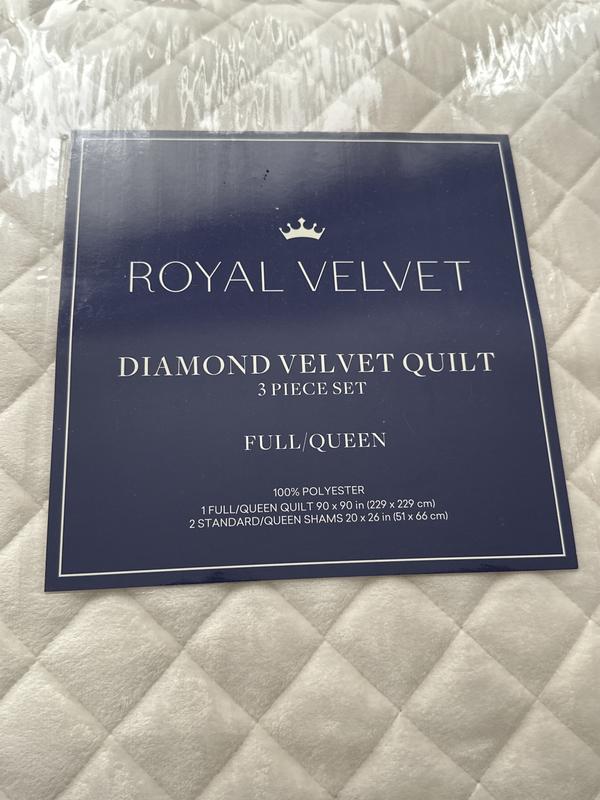 ROYAL VELVET
DIAMOND VELVET QUILT
3 PIECE SET
FULL/QUEEN
100% POLYESTER
1 FULL/QUEEN QUILT 90 x 90 in (229 x 229 cm)
2 STANDARD/QUEEN SHAMS 20 x 26 in (51 x 66 cm)